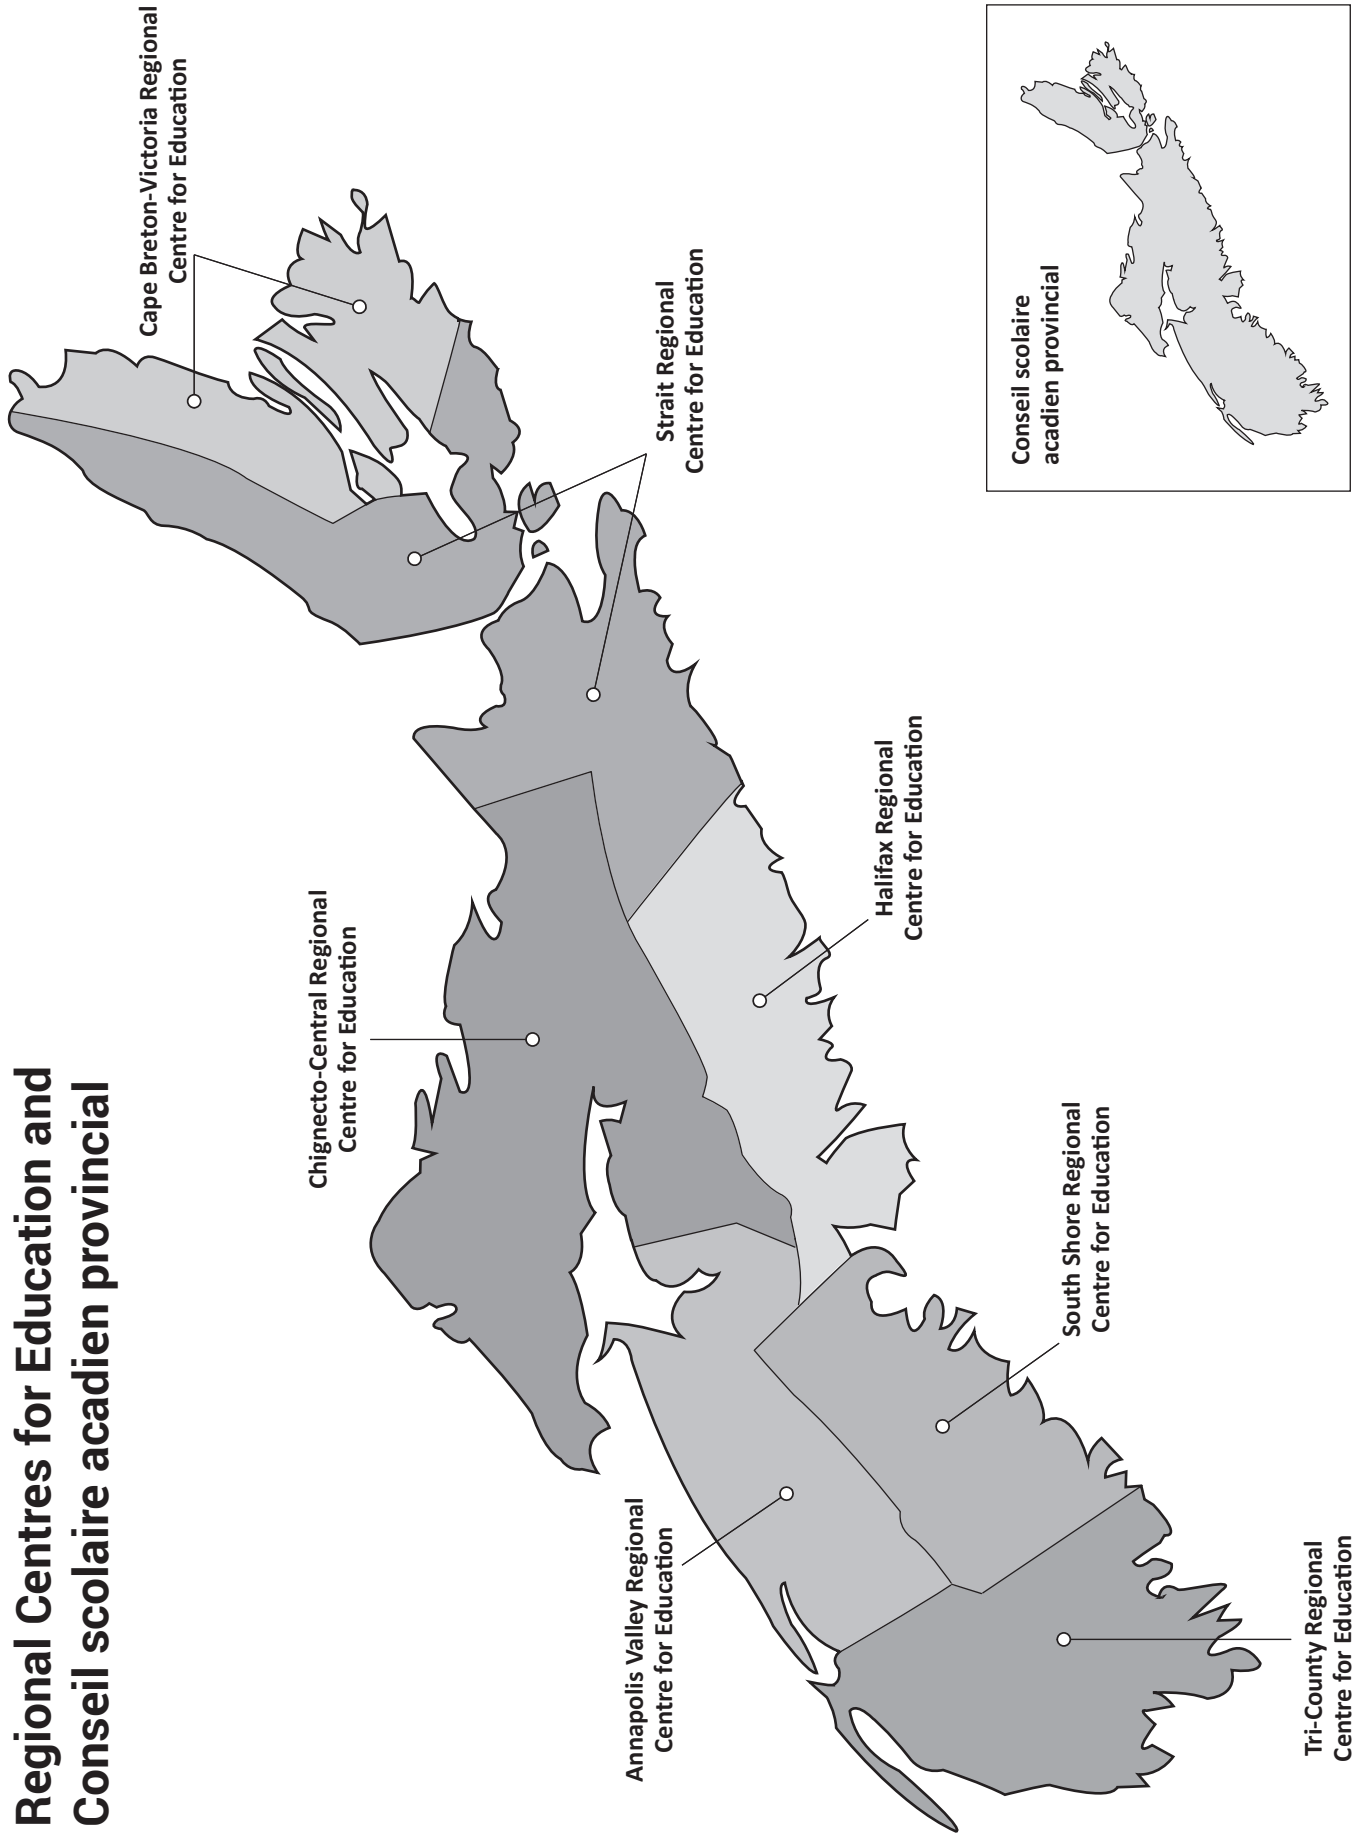 Regional Centres for Education and
Conseil scolaire acadien provincial
Cape Breton-Victoria Regional
Centre for Education
Strait Regional
Centre for Education
Chignecto-Central Regional
Centre for Education
Halifax Regional
Centre for Education
Annapolis Valley Regional
Centre for Education
South Shore Regional
Centre for Education
Tri-County Regional
Centre for Education
Conseil scolaire
acadien provincial